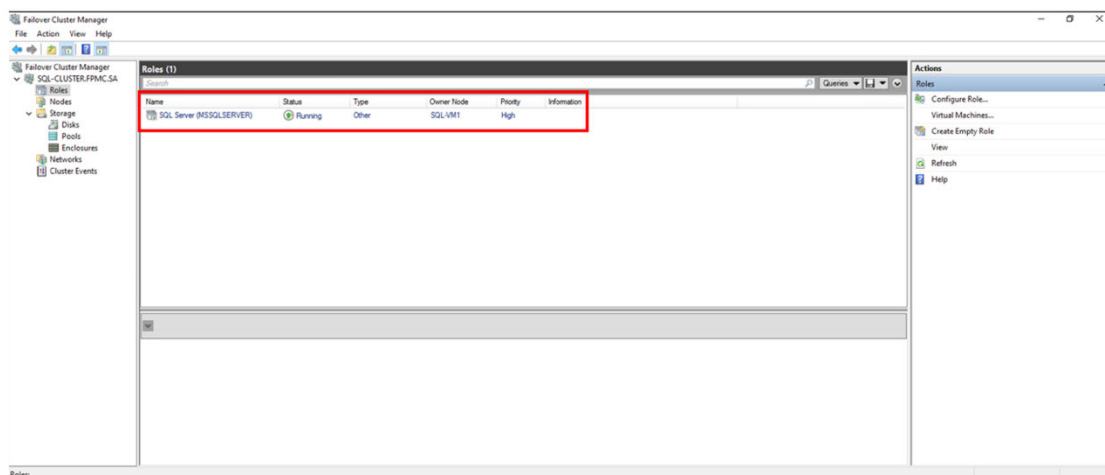 Failover Cluster Manager
File Action View Help
Failover Cluster Manager
SQL-CLUSTER.FPMC.SA
Roles
Nodes
Storage
Disks
Pools
Enclosures
Networks
Cluster Events
Roles (1)
Search
Queries
Name Status Type Owner Node Priority Information
SQL Server (MSSQLSERVER) Running Other SQL-VM1 High
Actions
Roles
Configure Role...
Virtual Machines...
Create Empty Role
View
Refresh
Help
Roles: